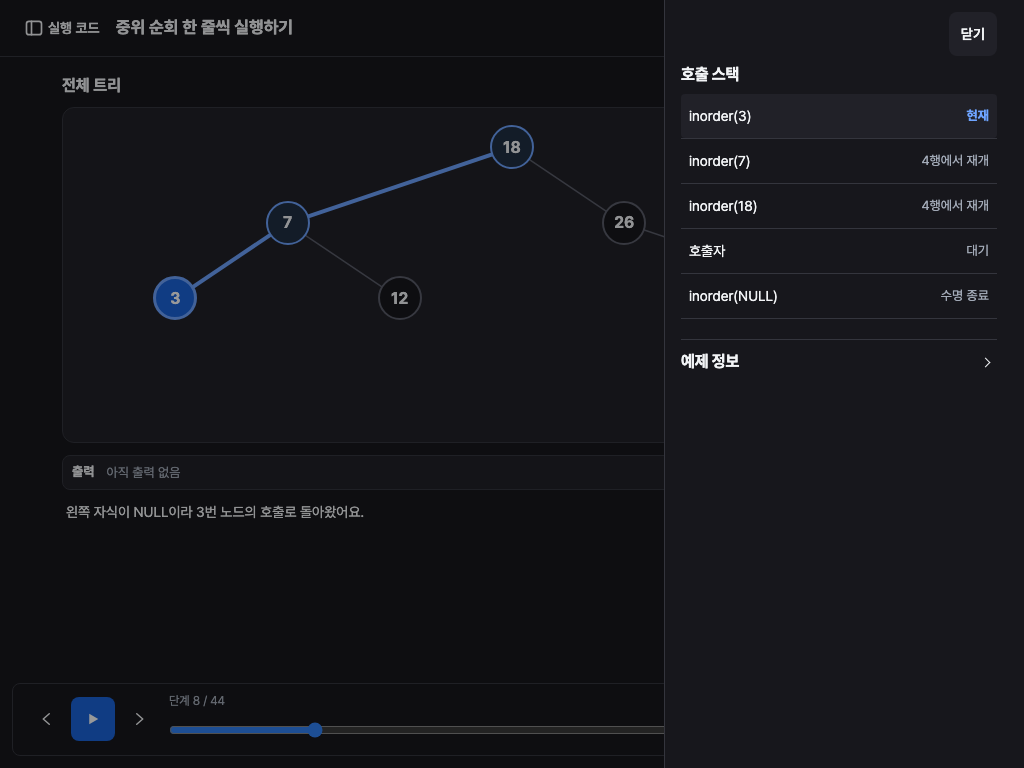 실행 코드
중위 순회 한 줄씩 실행하기
전체 트리
18
7
26
3
12
출력 아직 출력 없음
왼쪽 자식이 NULL이라 3번 노드의 호출로 돌아왔어요.
단계 8 / 44
닫기
호출 스택
inorder(3) 현재
inorder(7) 4행에서 재개
inorder(18) 4행에서 재개
호출자 대기
inorder(NULL) 수명 종료
예제 정보